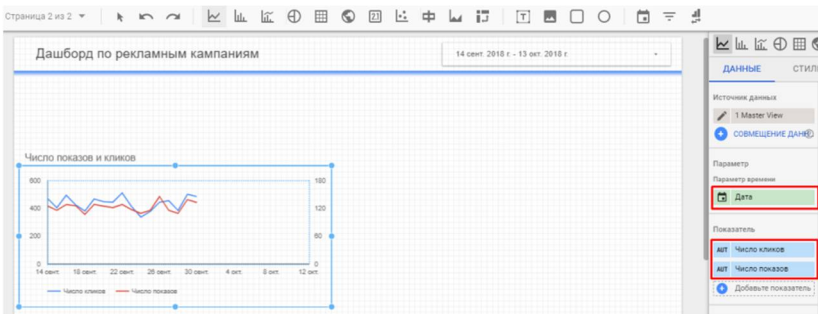 Страница 2 из 2
Дашборд по рекламным кампаниям
14 сент. 2018 г. - 13 окт. 2018 г.
ДАННЫЕ СТИЛ
Источник данных
1 Master View
СОВМЕЩЕНИЕ ДАНН
Число показов и кликов
600 180
400 120
200 60
0 0
14 сент. 18 сент. 22 сент. 26 сент. 30 сент. 4 окт. 8 окт. 12 окт.
Число кликов Число показов
Параметр
Параметр времени
Дата
Показатель
AUT Число кликов
AUT Число показов
Добавьте показатель